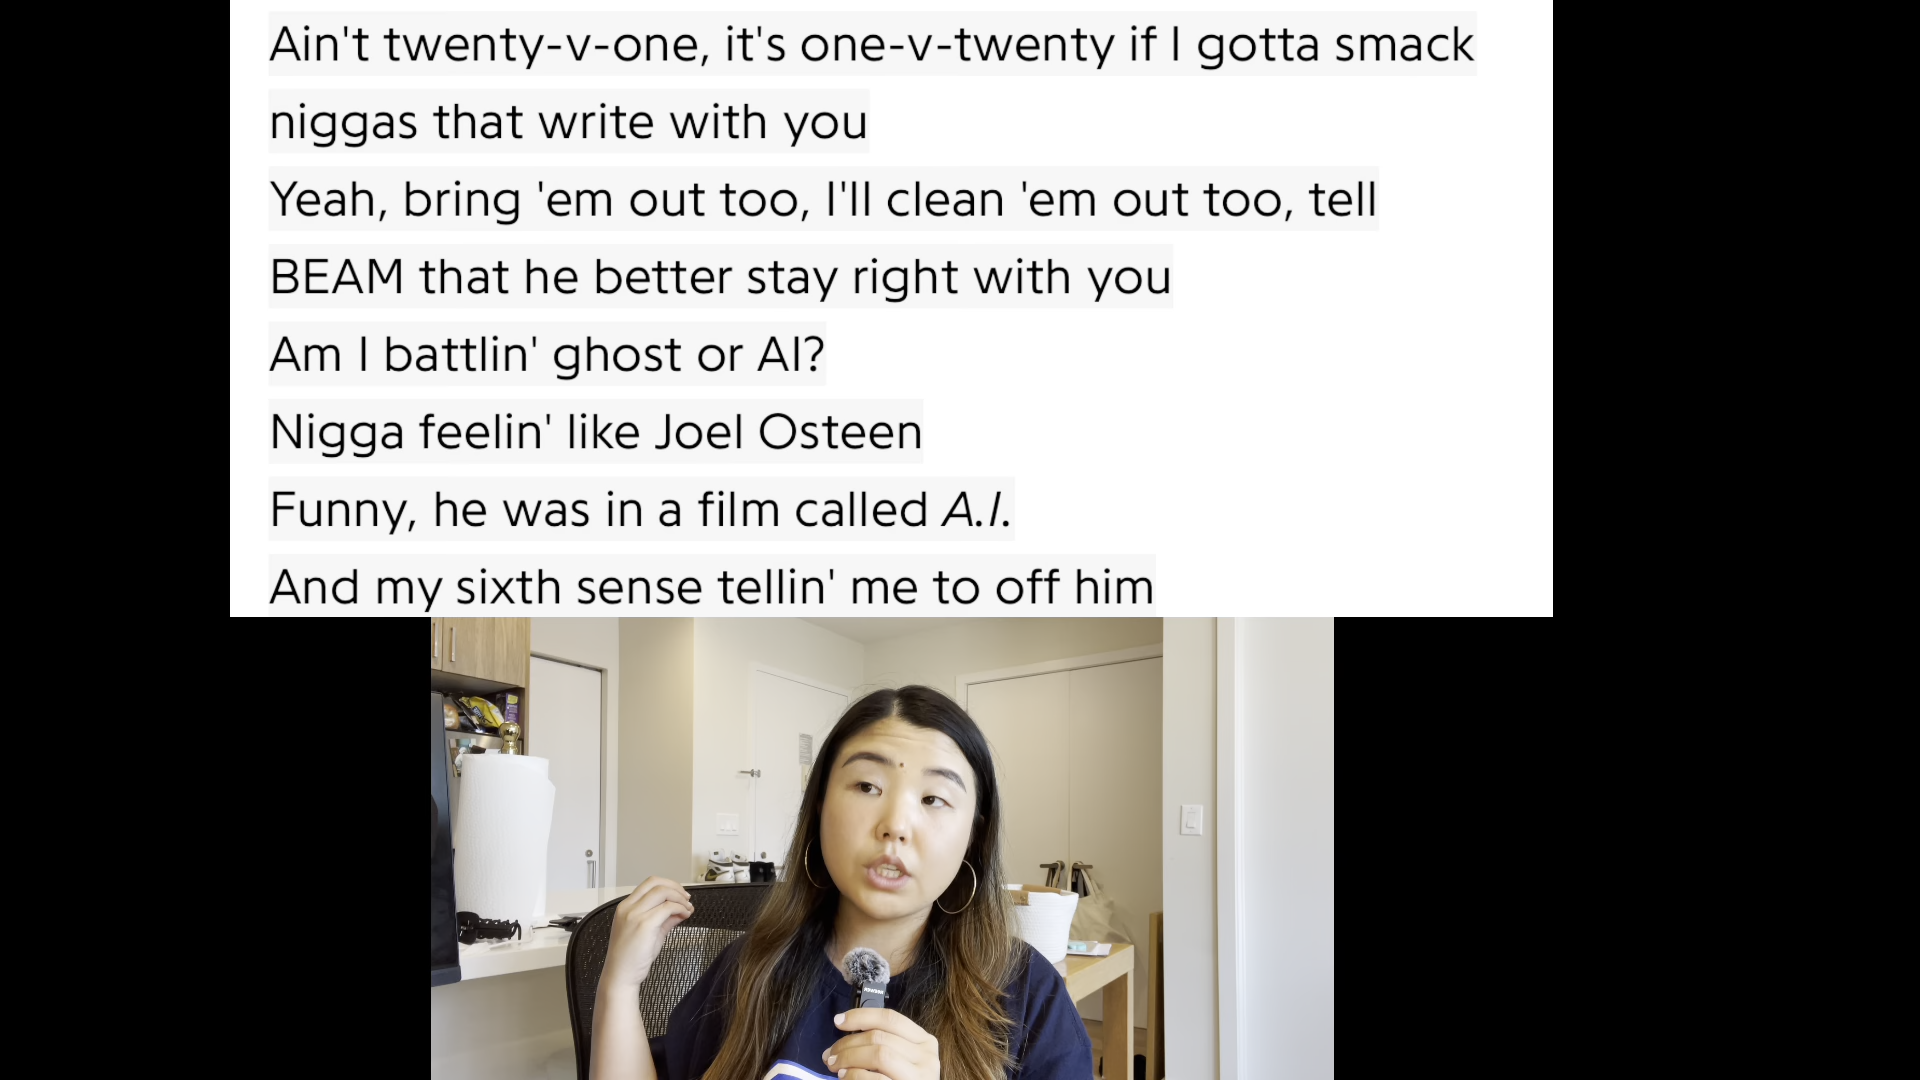 Ain't twenty-v-one, it's one-v-twenty if I gotta smack
niggas that write with you
Yeah, bring 'em out too, I'll clean 'em out too, tell
BEAM that he better stay right with you
Am I battlin' ghost or AI?
Nigga feelin' like Joel Osteen
Funny, he was in a film called A.I.
And my sixth sense tellin' me to off him